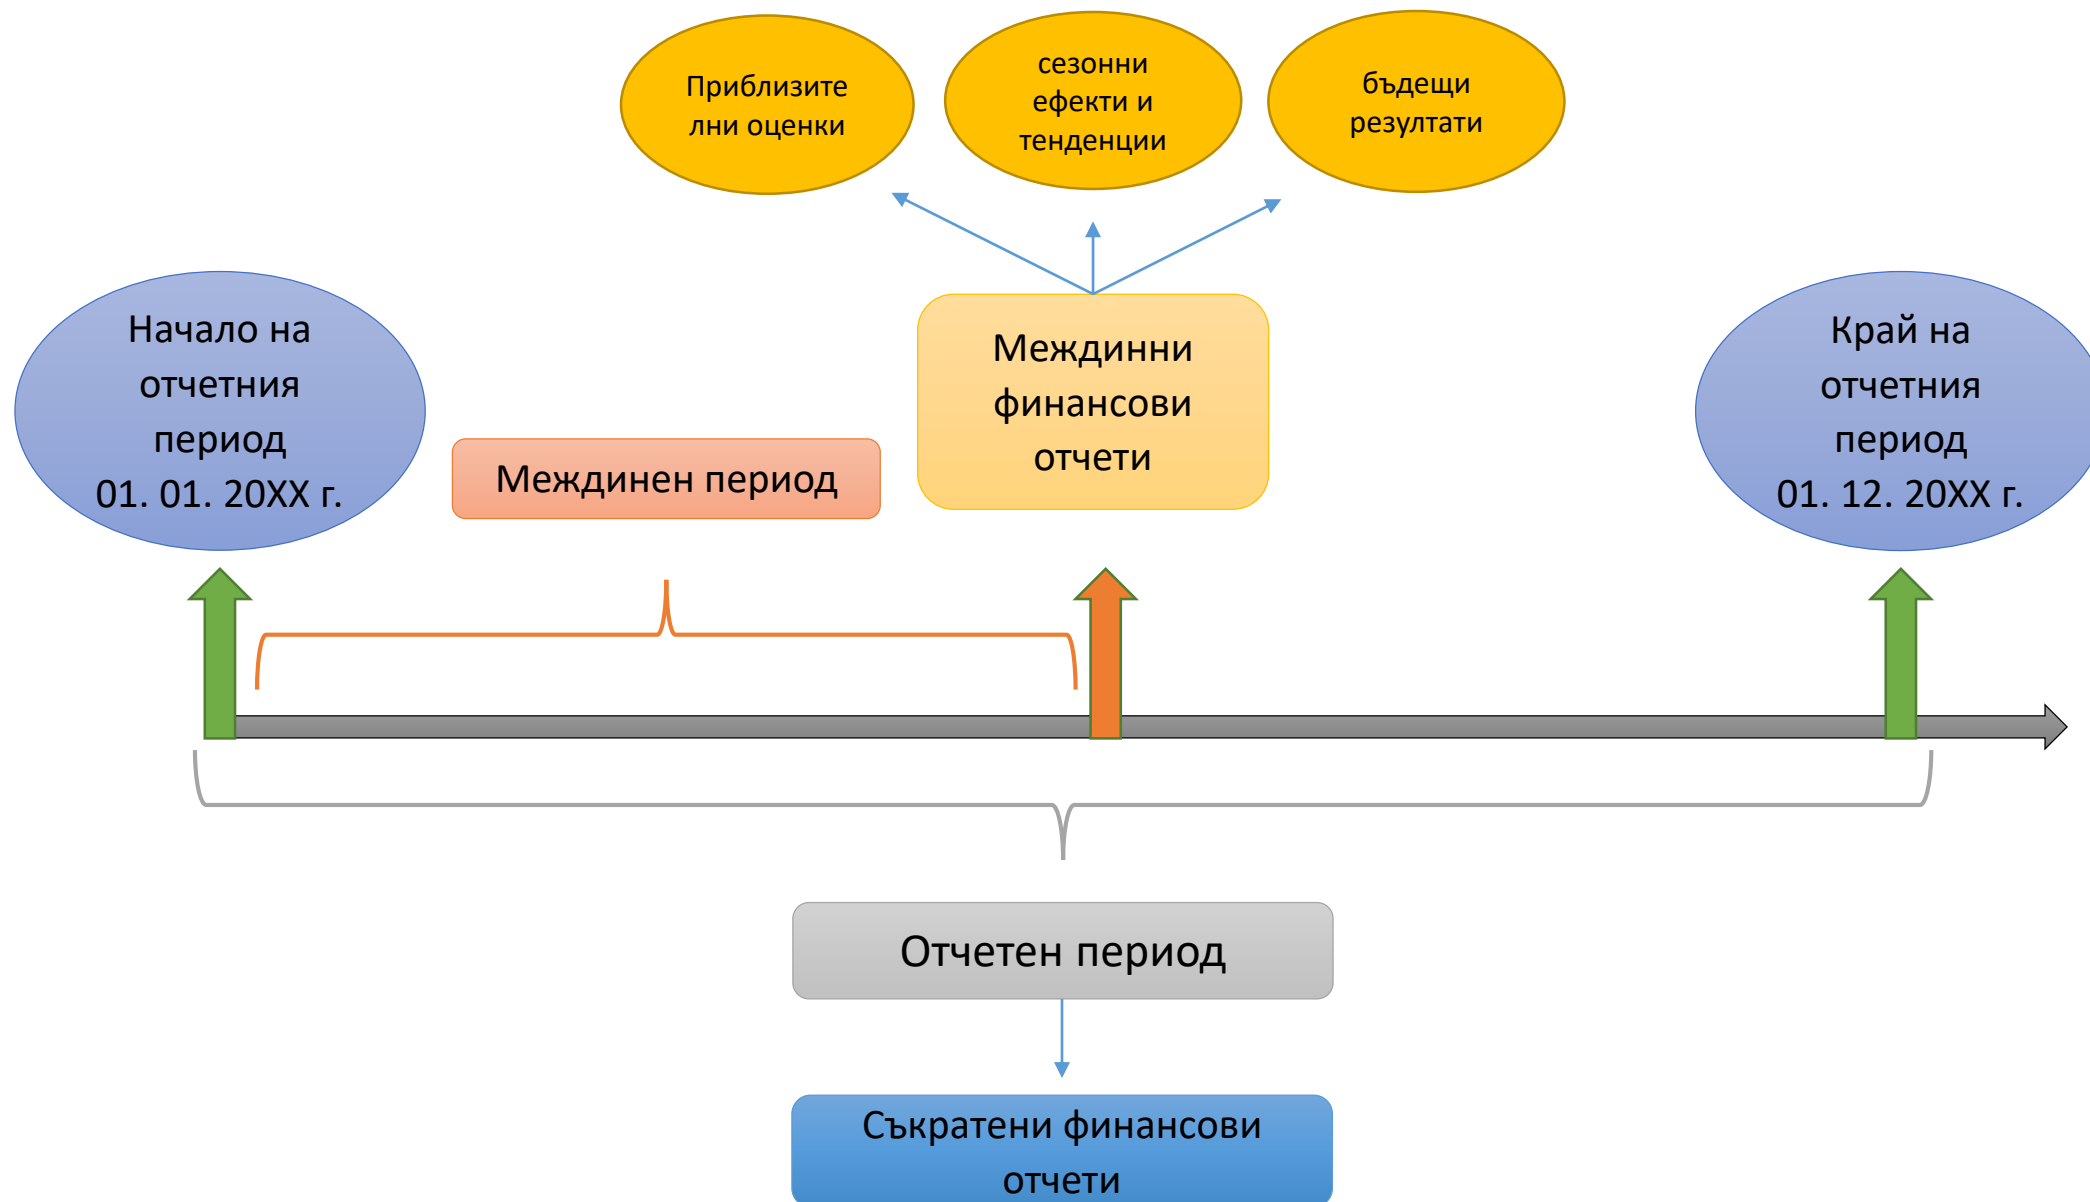 Приблизите
лни оценки
сезонни
ефекти и
тенденции
бъдещи
резултати
Начало на
отчетния
период
01. 01. 20XX г.
Междинен период
Междинни
финансови
отчети
Край на
отчетния
период
01. 12. 20XX г.
Отчетен период
Съкратени финансови
отчети